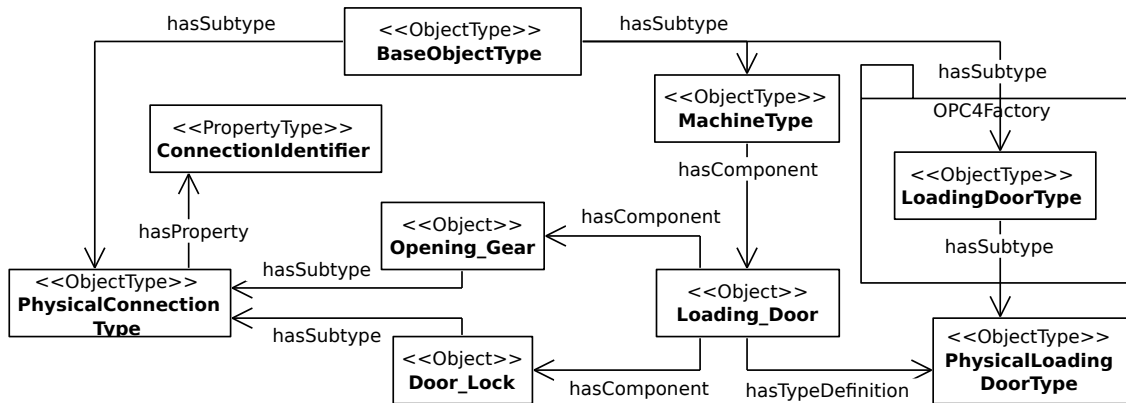 hasSubtype
<<ObjectType>>
BaseObjectType
hasSubtype
hasSubtype
<<ObjectType>>
MachineType
OPC4Factory
<<PropertyType>>
ConnectionIdentifier
hasComponent
<<ObjectType>>
LoadingDoorType
hasProperty
<<Object>>
Opening_Gear
hasComponent
hasSubtype
hasSubtype
<<ObjectType>>
PhysicalConnection
Type
<<Object>>
Loading_Door
hasSubtype
<<Object>>
Door_Lock
hasComponent
hasTypeDefinition
<<ObjectType>>
PhysicalLoading
DoorType